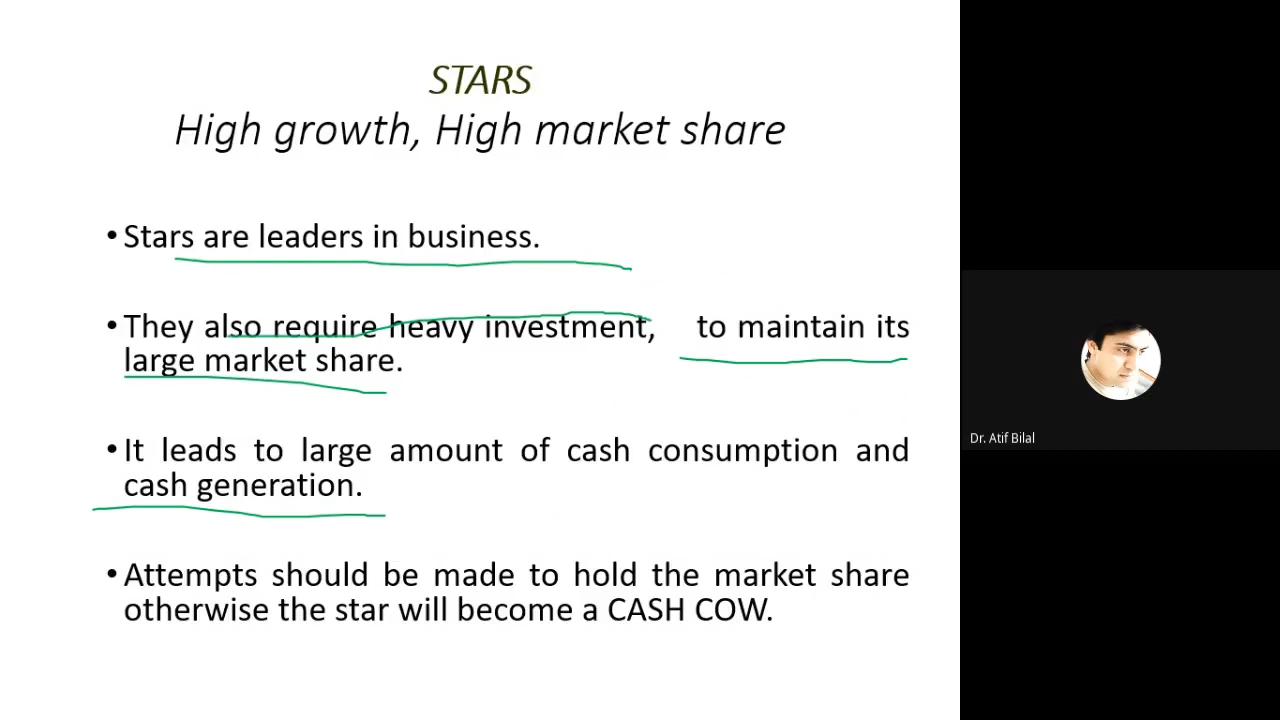 STARS
High growth, High market share
•Stars are leaders in business.
•They also require heavy investment, to maintain its
large market share.
•It leads to large amount of cash consumption and
cash generation.
•Attempts should be made to hold the market share
otherwise the star will become a CASH COW.
Dr. Atif Bilal